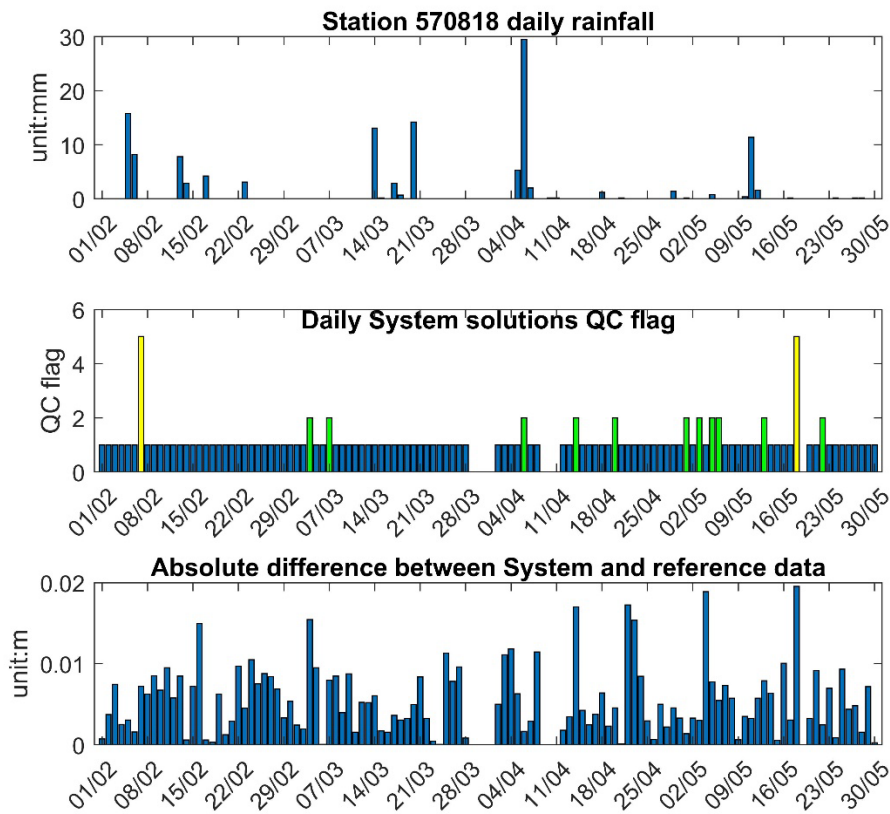 Station 570818 daily rainfall
unit:mm
30
20
10
0
01/02 08/02 15/02 22/02 29/02 07/03 14/03 21/03 28/03 04/04 11/04 18/04 25/04 02/05 09/05 16/05 23/05 30/05
Daily System solutions QC flag
QC flag
6
4
2
0
01/02 08/02 15/02 22/02 29/02 07/03 14/03 21/03 28/03 04/04 11/04 18/04 25/04 02/05 09/05 16/05 23/05 30/05
Absolute difference between System and reference data
unit:m
0.02
0.01
0
01/02 08/02 15/02 22/02 29/02 07/03 14/03 21/03 28/03 04/04 11/04 18/04 25/04 02/05 09/05 16/05 23/05 30/05